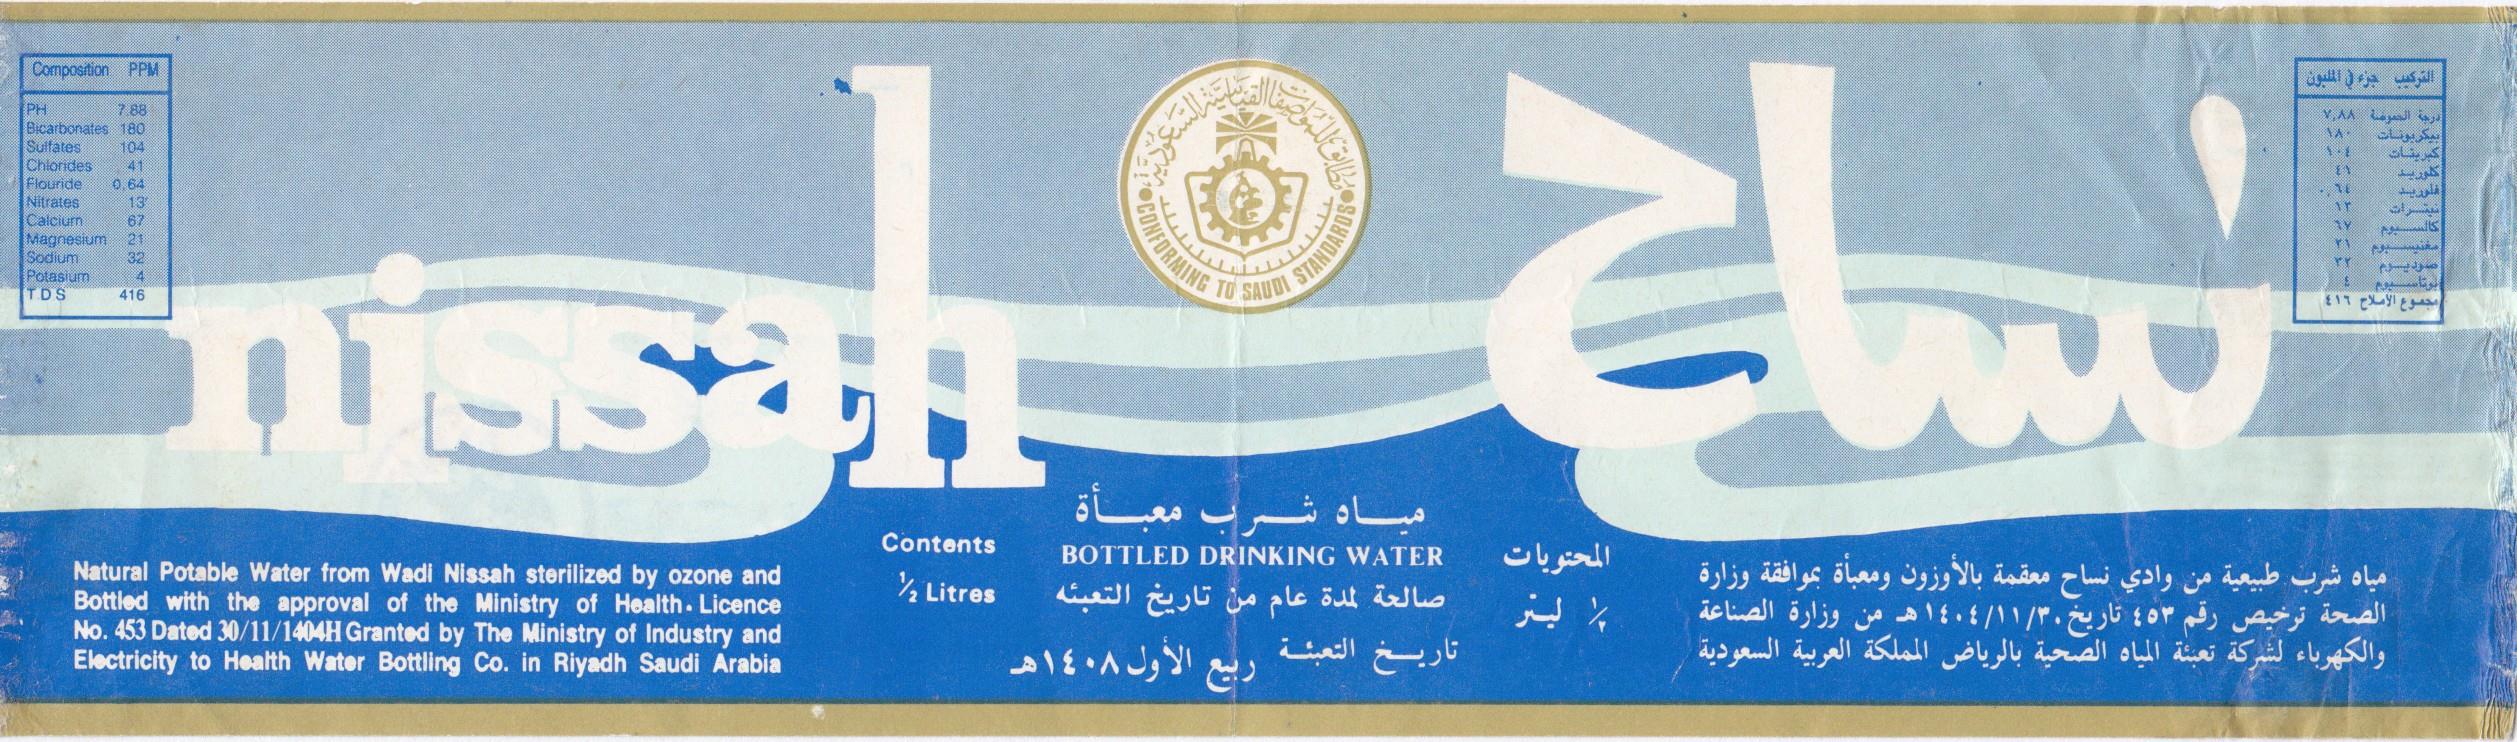 Composition PPM
PH 7.88
Bicarbonates 180
Sulfates 104
Chlorides 41
Flouride 0,64
Nitrates 13
Calcium 67
Magnesium 21
Sodium 32
Potasium 4
T.D S 416
nissah
مطابق للمواصفات القياسية السعودية
CONFORMING TO SAUDI STANDARDS
نساح
التركيب جزء في المليون
درجة الحموضة ٧,٨٨
بيكربونات ١٨٠
كبريتات ١٠٤
كلوريد ٤١
فلوريد ٠,٦٤
نيترات ١٣
كالسيوم ٦٧
مغنيسيوم ٢١
صوديوم ٣٢
بوتاسيوم ٤
مجموع الأملاح ٤١٦
Natural Potable Water from Wadi Nissah sterilized by ozone and
Bottled with the approval of the Ministry of Health. Licence
No. 453 Dated 30/11/1404H Granted by The Ministry of Industry and
Electricity to Health Water Bottling Co. in Riyadh Saudi Arabia
Contents
½ Litres
مياه شرب معبأة
BOTTLED DRINKING WATER
صالحة لمدة عام من تاريخ التعبئه
تاريخ التعبئة ربيع الأول ١٤٠٨هـ
المحتويات
½ ليتر
مياه شرب طبيعية من وادي نساح معقمة بالأوزون ومعبأة بموافقة وزارة
الصحة ترخيص رقم ٤٥٣ تاريخ ١٤٠٤/١١/٣٠هـ من وزارة الصناعة
والكهرباء لشركة تعبئة المياه الصحية بالرياض المملكة العربية السعودية